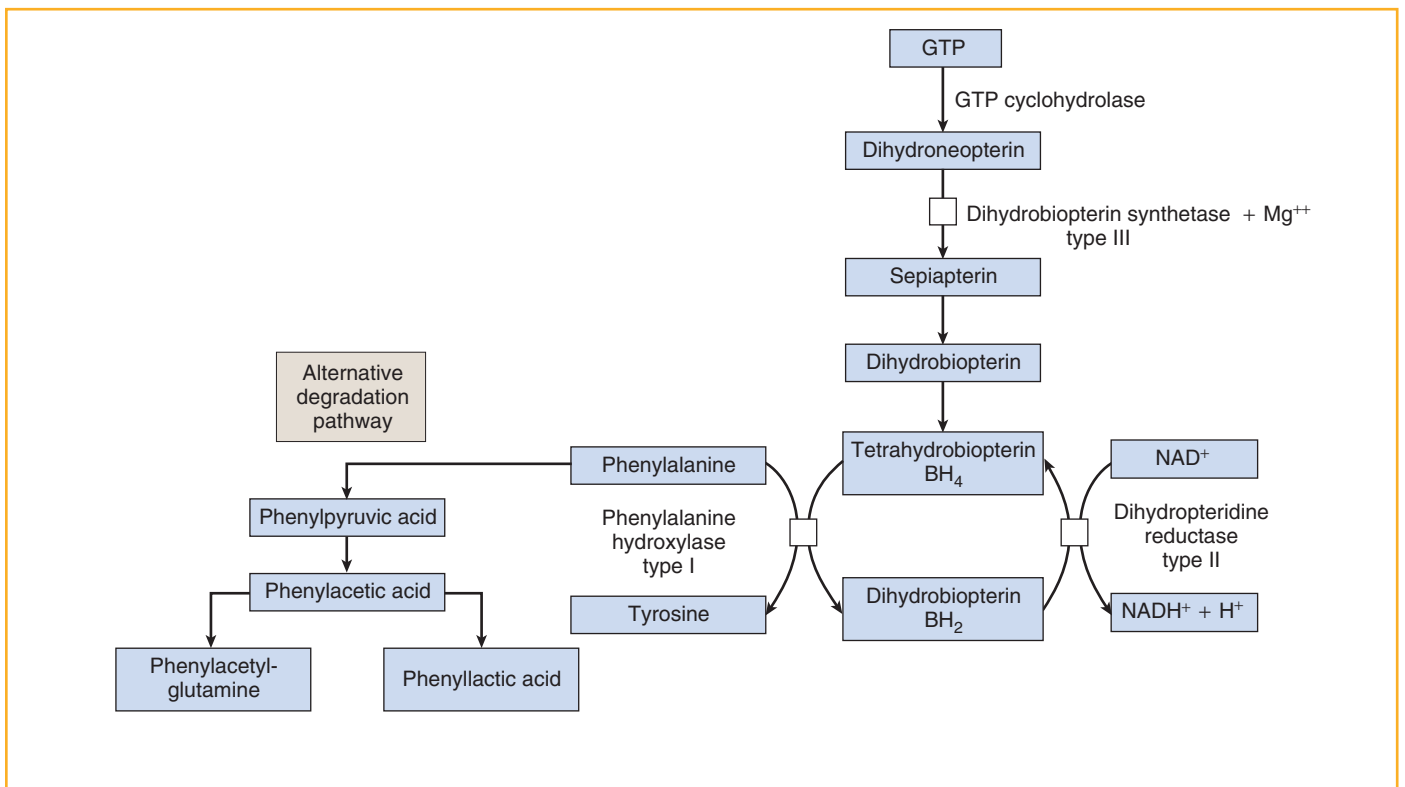 GTP
GTP cyclohydrolase
Dihydroneopterin
Dihydrobiopterin synthetase + Mg⁺⁺
type III
Sepiapterin
Dihydrobiopterin
Alternative
degradation
pathway
Phenylalanine
Tetrahydrobiopterin
BH₄
NAD⁺
Phenylpyruvic acid
Phenylalanine
hydroxylase
type I
Dihydropteridine
reductase
type II
Phenylacetic acid
Tyrosine
Dihydrobiopterin
BH₂
NADH⁺ + H⁺
Phenylacetyl-
glutamine
Phenyllactic acid